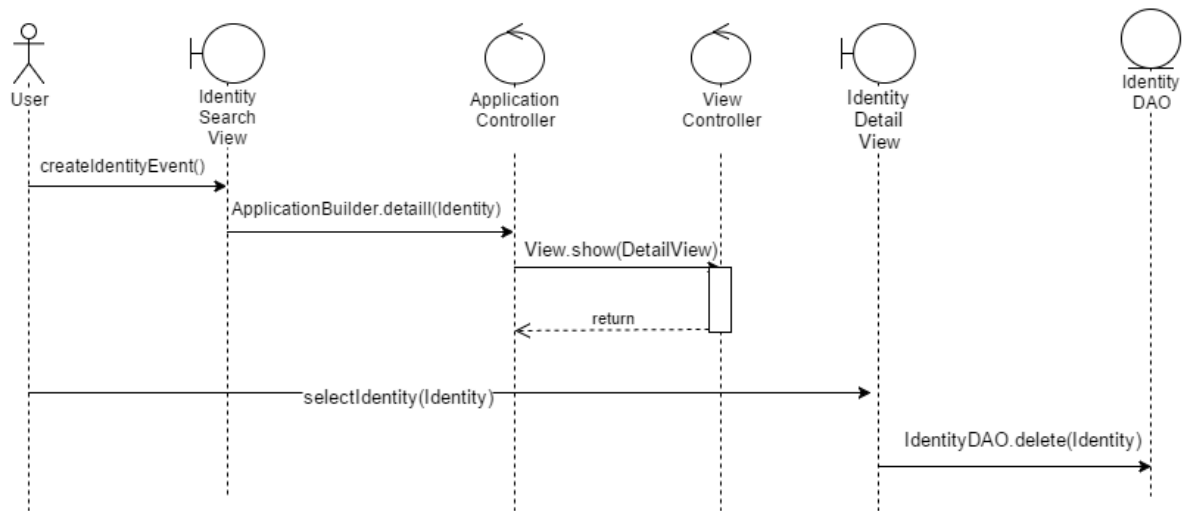 User
Identity
Search
View
Application
Controller
View
Controller
Identity
Detail
View
Identity
DAO
createIdentityEvent()
ApplicationBuilder.detaill(Identity)
View.show(DetailView)
return
selectIdentity(Identity)
IdentityDAO.delete(Identity)